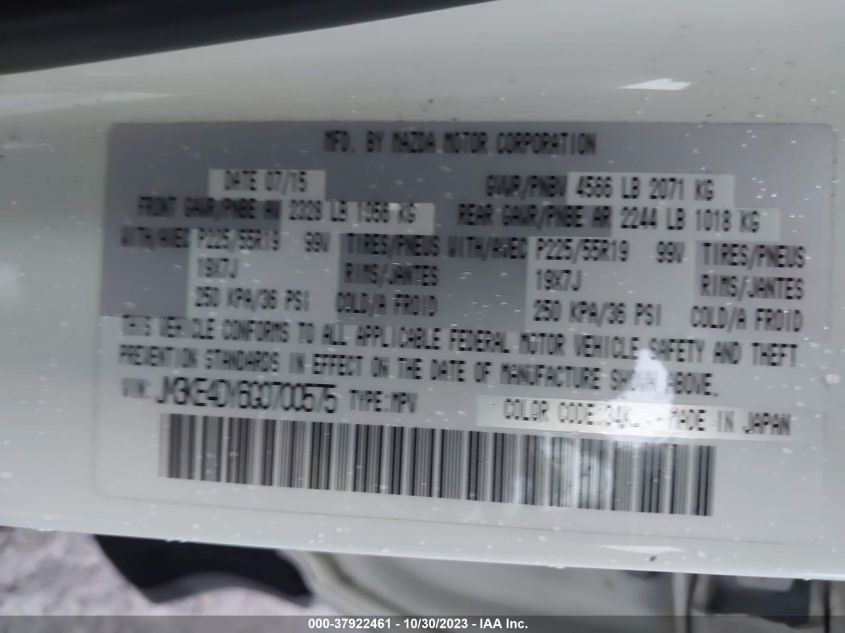 MFD. BY MAZDA MOTOR CORPORATION
DATE 07/15 GVWR/PNBV 4566 LB 2071 KG
FRONT GAWR/PNBE AV 2328 LB 1056 KG REAR GAWR/PNBE AR 2244 LB 1018 KG
WITH/AVEC P225/55R19 99V TIRES/PNEUS WITH/AVEC P225/55R19 99V TIRES/PNEUS
19X7J RIMS/JANTES 19X7J RIMS/JANTES
250 KPA/36 PSI COLD/A FROID 250 KPA/36 PSI COLD/A FROID
THIS VEHICLE CONFORMS TO ALL APPLICABLE FEDERAL MOTOR VEHICLE SAFETY AND THEFT
PREVENTION STANDARDS IN EFFECT ON THE DATE OF MANUFACTURE SHOWN ABOVE.
VIN: JM3KE4DY6G0700575 TYPE:MPV COLOR CODE: MADE IN JAPAN
000-37922461 - 10/30/2023 - IAA Inc.